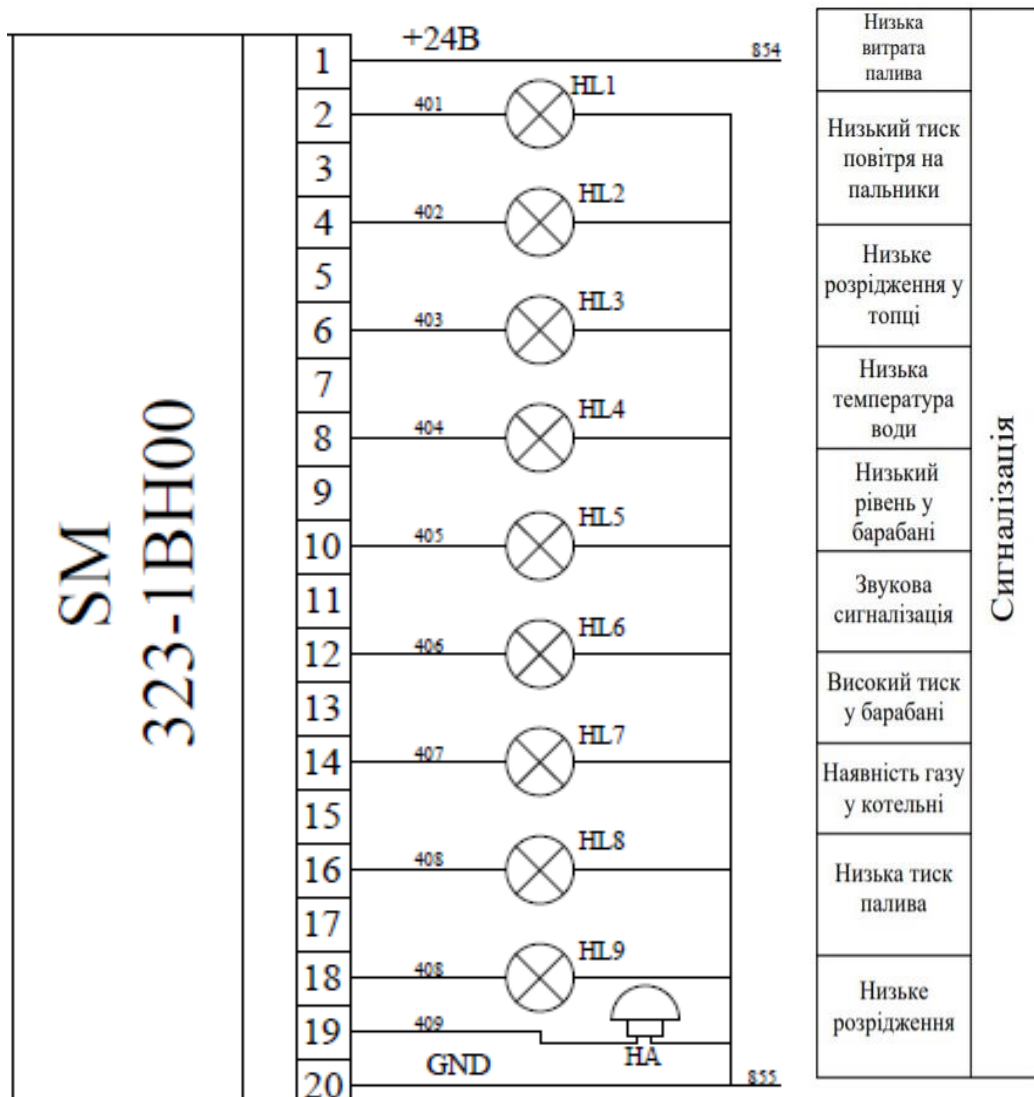 SM
323-1BH00
1
+24В
854
2
401
HL1
3
4
402
HL2
5
6
403
HL3
7
8
404
HL4
9
10
405
HL5
11
12
406
HL6
13
14
407
HL7
15
16
408
HL8
17
18
408
HL9
19
409
HA
20
GND
855
Низька
витрата
палива
Низький тиск
повітря на
пальники
Низьке
розрідження у
топці
Низька
температура
води
Низький
рівень у
барабані
Звукова
сигналізація
Високий тиск
у барабані
Наявність газу
у котельні
Низька тиск
палива
Низьке
розрідження
Сигналізація